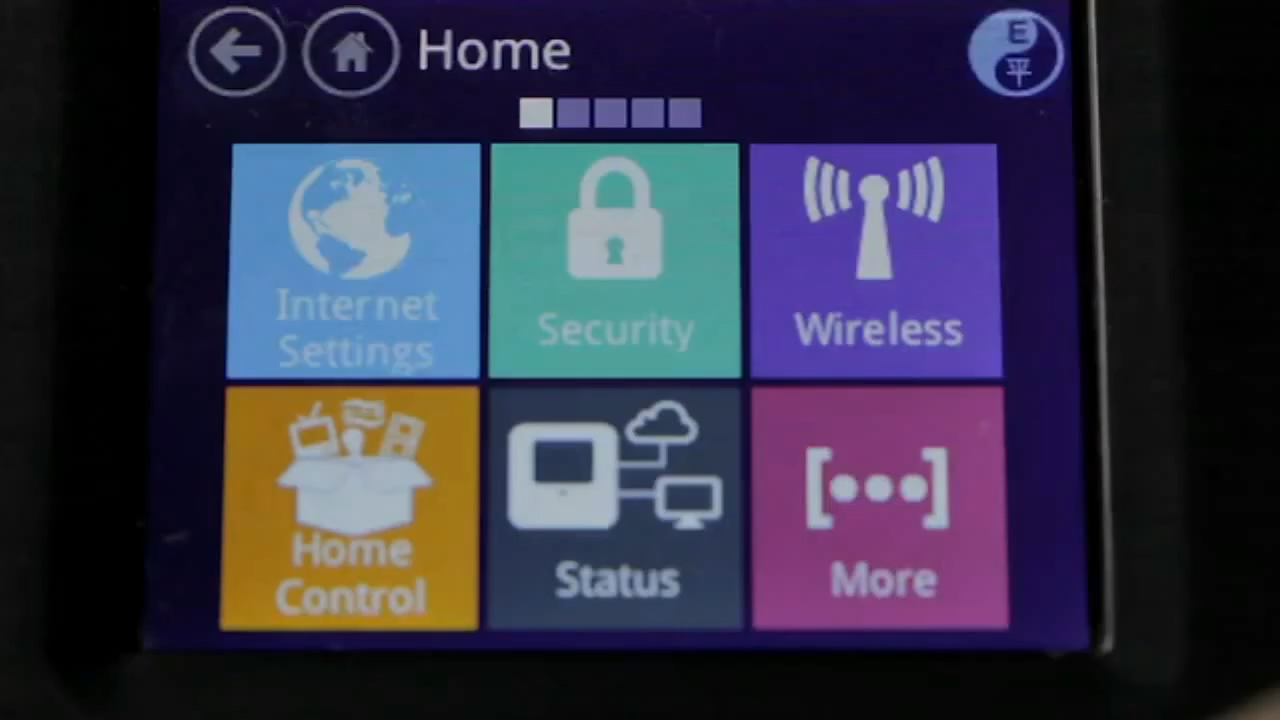 Home
E
平
Internet
Settings
Security
Wireless
Home
Control
Status
More